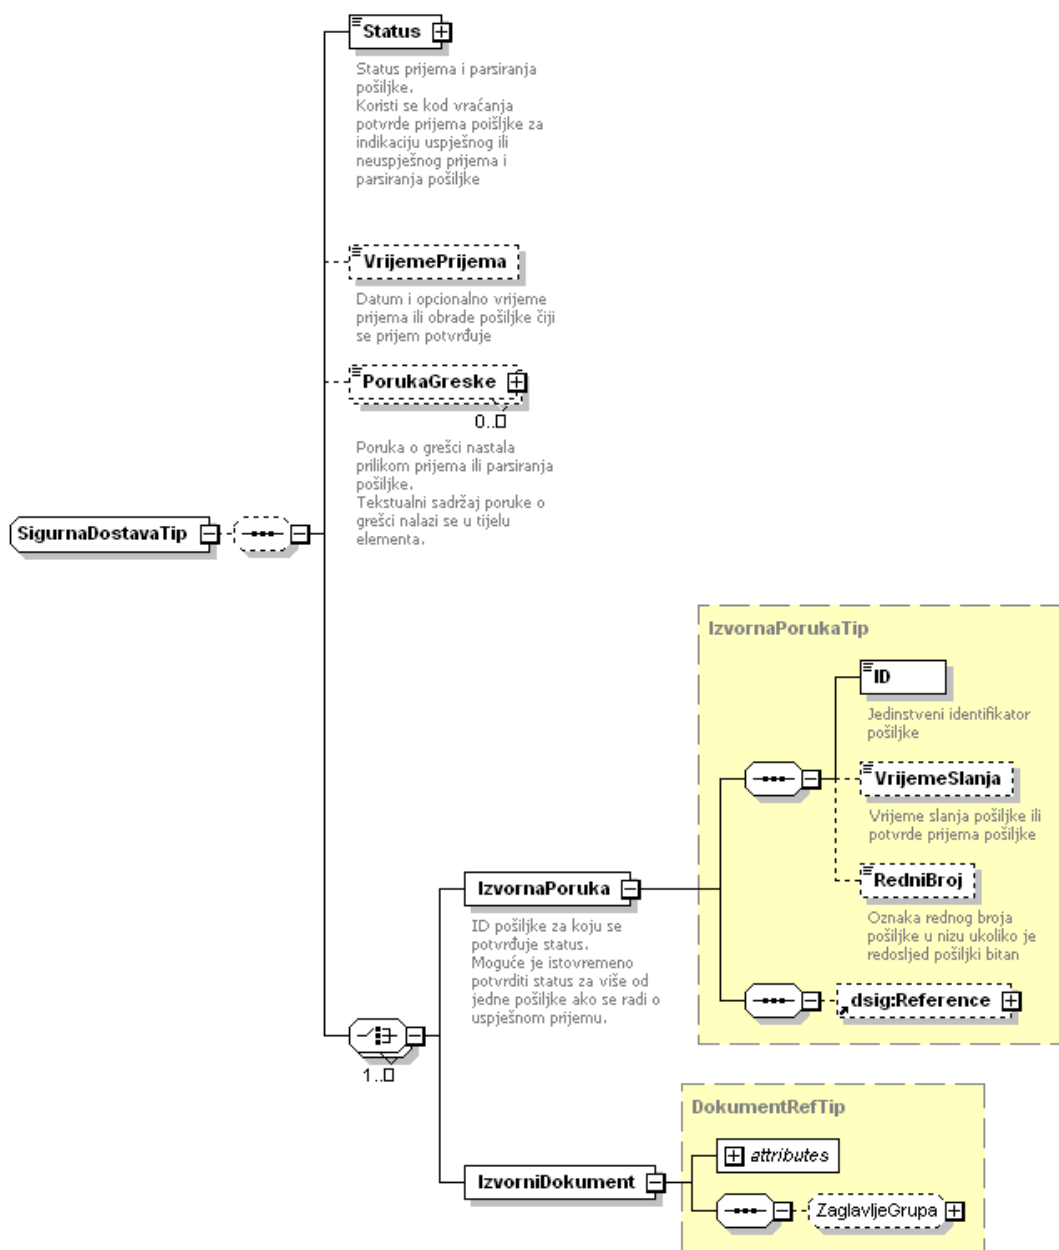 Status
Status prijema i parsiranja
pošiljke.
Koristi se kod vraćanja
potvrde prijema poišljke za
indikaciju uspješnog ili
neuspješnog prijema i
parsiranja pošiljke
VrijemePrijema
Datum i opcionalno vrijeme
prijema ili obrade pošiljke čiji
se prijem potvrđuje
PorukaGreske
0..
Poruka o grešci nastala
prilikom prijema ili parsiranja
pošiljke.
Tekstualni sadržaj poruke o
grešci nalazi se u tijelu
elementa.
SigurnaDostavaTip
IzvornaPorukaTip
ID
Jedinstveni identifikator
pošiljke
VrijemeSlanja
Vrijeme slanja pošiljke ili
potvrde prijema pošiljke
RedniBroj
Oznaka rednog broja
pošiljke u nizu ukoliko je
redosljed pošiljki bitan
IzvornaPoruka
ID pošiljke za koju se
potvrđuje status.
Moguće je istovremeno
potvrditi status za više od
jedne pošiljke ako se radi o
uspješnom prijemu.
dsig:Reference
1..
DokumentRefTip
attributes
IzvorniDokument
ZaglavljeGrupa